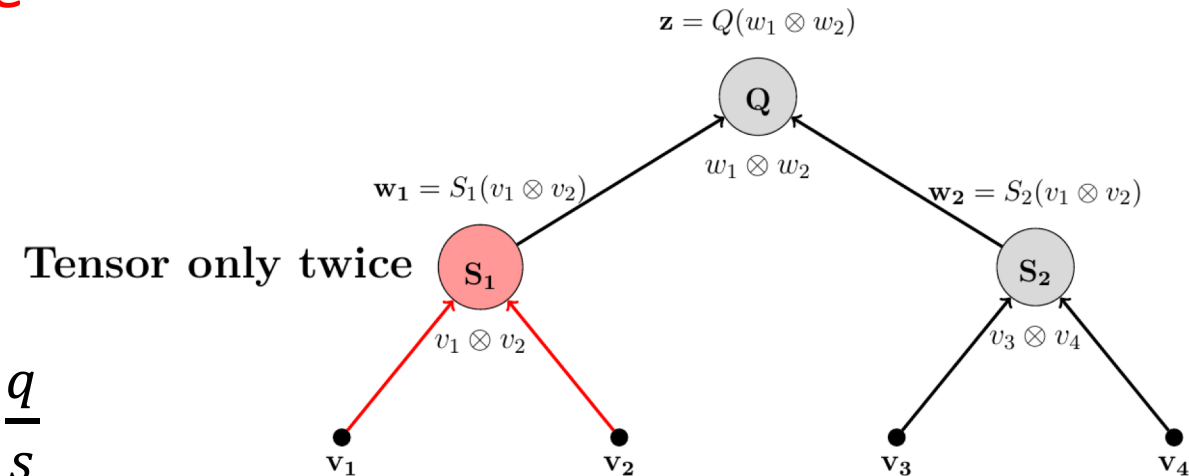 z = Q(w₁ ⊗ w₂)
Q
w₁ ⊗ w₂
w₁ = S₁(v₁ ⊗ v₂)
w₂ = S₂(v₁ ⊗ v₂)
Tensor only twice
S₁
S₂
v₁ ⊗ v₂
v₃ ⊗ v₄
q
s
v₁
v₂
v₃
v₄